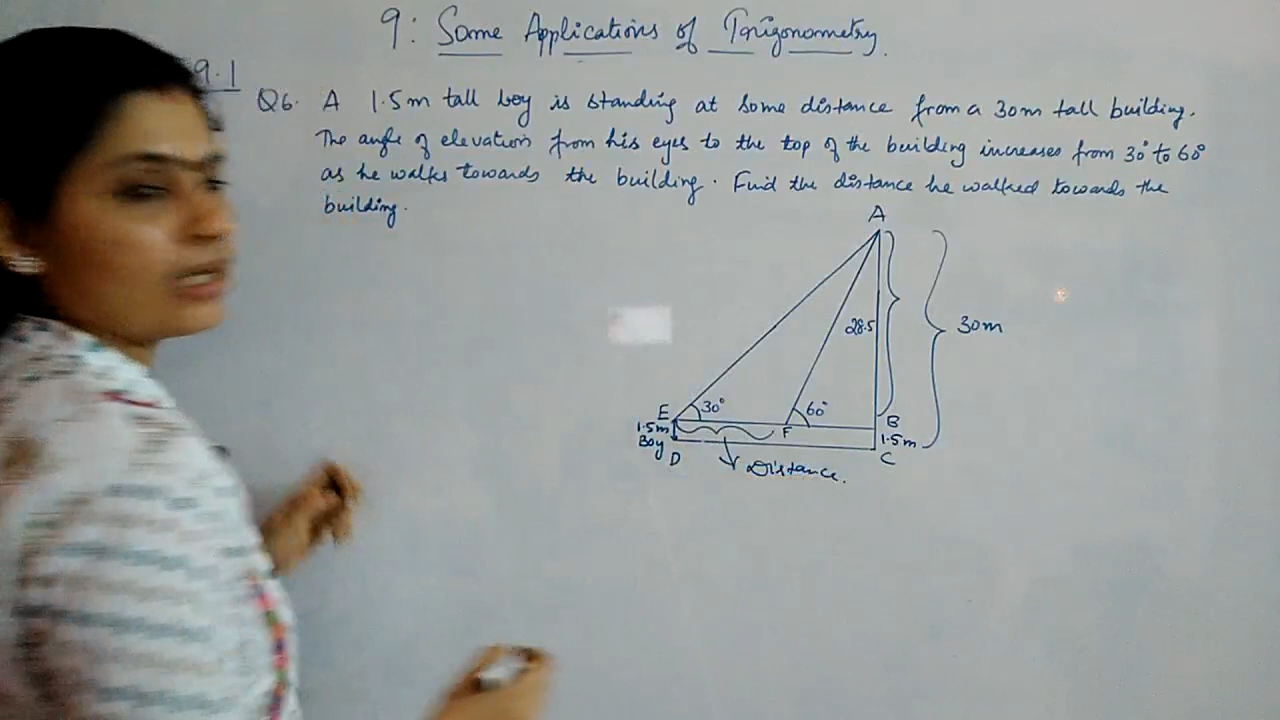 9: Some Applications of Trigonometry.
9.1
Q6. A 1.5m tall boy is standing at some distance from a 30m tall building.
The angle of elevation from his eyes to the top of the building increases from 30° to 60°
as he walks towards the building. Find the distance he walked towards the
building.
A
28.5
30m
E 30° 60° B
1.5m F 1.5m
Boy D C
Distance.